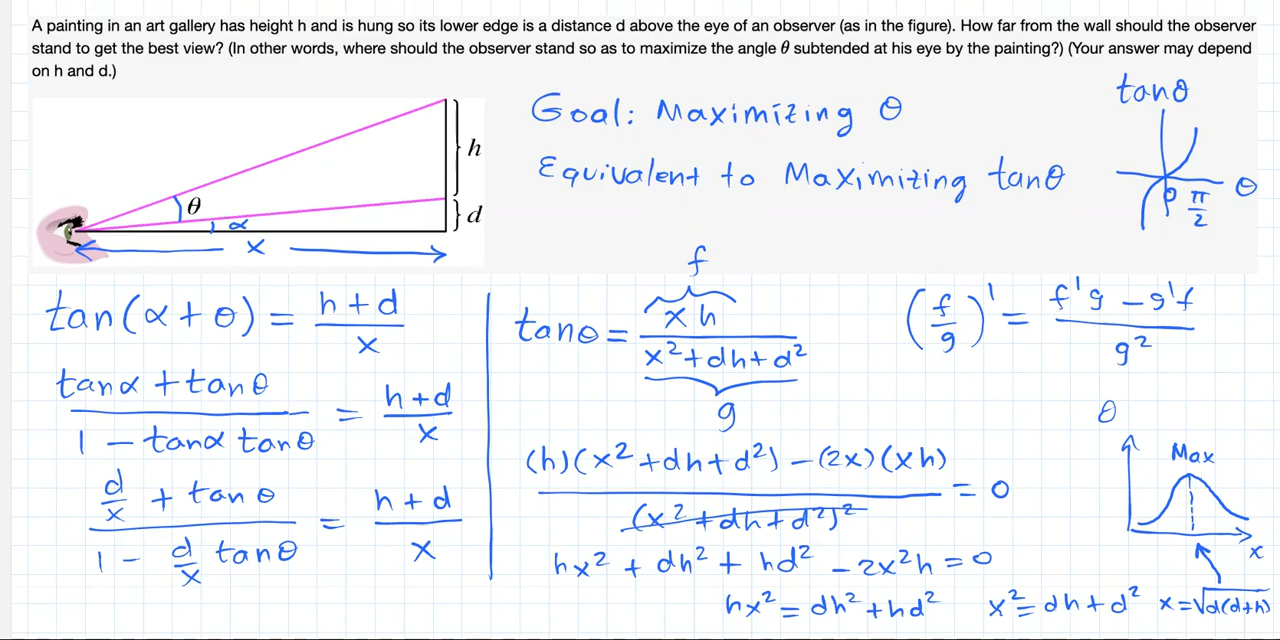 A painting in an art gallery has height h and is hung so its lower edge is a distance d above the eye of an observer (as in the figure). How far from the wall should the observer
stand to get the best view? (In other words, where should the observer stand so as to maximize the angle θ subtended at his eye by the painting?) (Your answer may depend
on h and d.)
θ
α
x
h
d
Goal: Maximizing θ
Equivalent to Maximizing tanθ
tanθ
θ
π/2
tan(α + θ) = (h+d)/x
(tanα + tanθ)/(1 - tanα tanθ) = (h+d)/x
(d/x + tanθ)/(1 - d/x tanθ) = (h+d)/x
f
tanθ = xh/(x²+dh+d²)
g
(f/g)' = (f'g - g'f)/g²
((h)(x²+dh+d²) - (2x)(xh))/(x²+dh+d²)² = 0
hx² + dh² + hd² - 2x²h = 0
hx² = dh² + hd²
x² = dh + d²
x = √d(d+h)
θ
Max
x